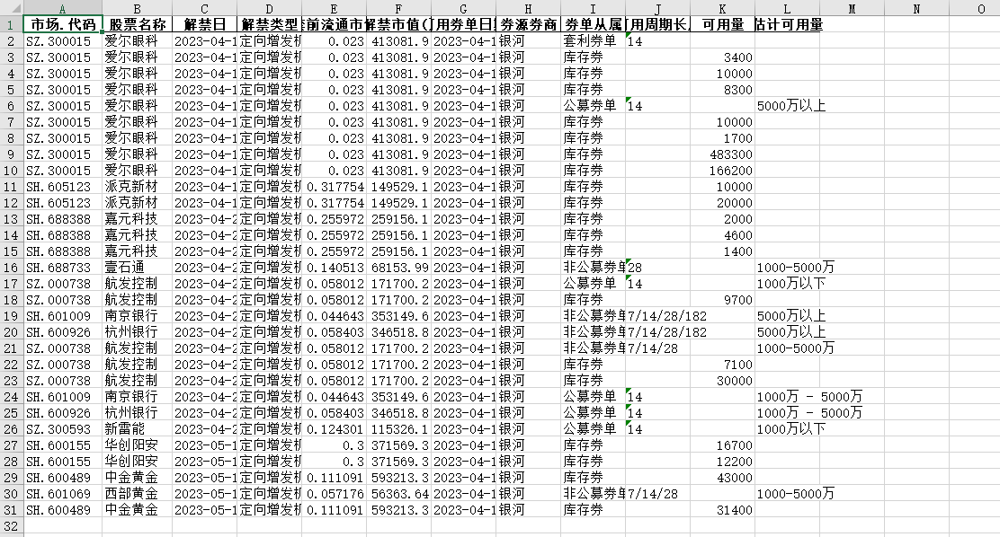 A B C D E F G H I J K L M N O
1 市场.代码 股票名称 解禁日 解禁类型 前流通市 解禁市值( 用券单日 券源券商 券单从属 用周期长 可用量 估计可用量
2 SZ.300015 爱尔眼科 2023-04-1 定向增发机 0.023 413081.9 2023-04-1 银河 套利券单 14
3 SZ.300015 爱尔眼科 2023-04-1 定向增发机 0.023 413081.9 2023-04-1 银河 库存券 3400
4 SZ.300015 爱尔眼科 2023-04-1 定向增发机 0.023 413081.9 2023-04-1 银河 库存券 10000
5 SZ.300015 爱尔眼科 2023-04-1 定向增发机 0.023 413081.9 2023-04-1 银河 库存券 8300
6 SZ.300015 爱尔眼科 2023-04-1 定向增发机 0.023 413081.9 2023-04-1 银河 公募券单 14 5000万以上
7 SZ.300015 爱尔眼科 2023-04-1 定向增发机 0.023 413081.9 2023-04-1 银河 库存券 10000
8 SZ.300015 爱尔眼科 2023-04-1 定向增发机 0.023 413081.9 2023-04-1 银河 库存券 1700
9 SZ.300015 爱尔眼科 2023-04-1 定向增发机 0.023 413081.9 2023-04-1 银河 库存券 483300
10 SZ.300015 爱尔眼科 2023-04-1 定向增发机 0.023 413081.9 2023-04-1 银河 库存券 166200
11 SH.605123 派克新材 2023-04-1 定向增发机 0.317754 149529.1 2023-04-1 银河 库存券 10000
12 SH.605123 派克新材 2023-04-1 定向增发机 0.317754 149529.1 2023-04-1 银河 库存券 20000
13 SH.688388 嘉元科技 2023-04-2 定向增发机 0.255972 259156.1 2023-04-1 银河 库存券 2000
14 SH.688388 嘉元科技 2023-04-2 定向增发机 0.255972 259156.1 2023-04-1 银河 库存券 4600
15 SH.688388 嘉元科技 2023-04-2 定向增发机 0.255972 259156.1 2023-04-1 银河 库存券 1400
16 SH.688733 壹石通 2023-04-2 定向增发机 0.140513 68153.99 2023-04-1 银河 非公募券单 28 1000-5000万
17 SZ.000738 航发控制 2023-04-2 定向增发机 0.058012 171700.2 2023-04-1 银河 公募券单 14 1000万以下
18 SZ.000738 航发控制 2023-04-2 定向增发机 0.058012 171700.2 2023-04-1 银河 库存券 9700
19 SH.601009 南京银行 2023-04-2 定向增发机 0.044643 353149.6 2023-04-1 银河 非公募券单 7/14/28/182 5000万以上
20 SH.600926 杭州银行 2023-04-2 定向增发机 0.058403 346518.8 2023-04-1 银河 非公募券单 7/14/28/182 5000万以上
21 SZ.000738 航发控制 2023-04-2 定向增发机 0.058012 171700.2 2023-04-1 银河 非公募券单 7/14/28 1000-5000万
22 SZ.000738 航发控制 2023-04-2 定向增发机 0.058012 171700.2 2023-04-1 银河 库存券 7100
23 SZ.000738 航发控制 2023-04-2 定向增发机 0.058012 171700.2 2023-04-1 银河 库存券 30000
24 SH.601009 南京银行 2023-04-2 定向增发机 0.044643 353149.6 2023-04-1 银河 公募券单 14 1000万 - 5000万
25 SH.600926 杭州银行 2023-04-2 定向增发机 0.058403 346518.8 2023-04-1 银河 公募券单 14 1000万 - 5000万
26 SZ.300593 新雷能 2023-04-2 定向增发机 0.124301 115326.1 2023-04-1 银河 公募券单 14 1000万以下
27 SH.600155 华创阳安 2023-05-1 定向增发机 0.3 371569.3 2023-04-1 银河 库存券 16700
28 SH.600155 华创阳安 2023-05-1 定向增发机 0.3 371569.3 2023-04-1 银河 库存券 12200
29 SH.600489 中金黄金 2023-05-1 定向增发机 0.111091 593213.3 2023-04-1 银河 库存券 43000
30 SH.601069 西部黄金 2023-05-1 定向增发机 0.057176 56363.64 2023-04-1 银河 非公募券单 7/14/28 1000-5000万
31 SH.600489 中金黄金 2023-05-1 定向增发机 0.111091 593213.3 2023-04-1 银河 库存券 31400
32